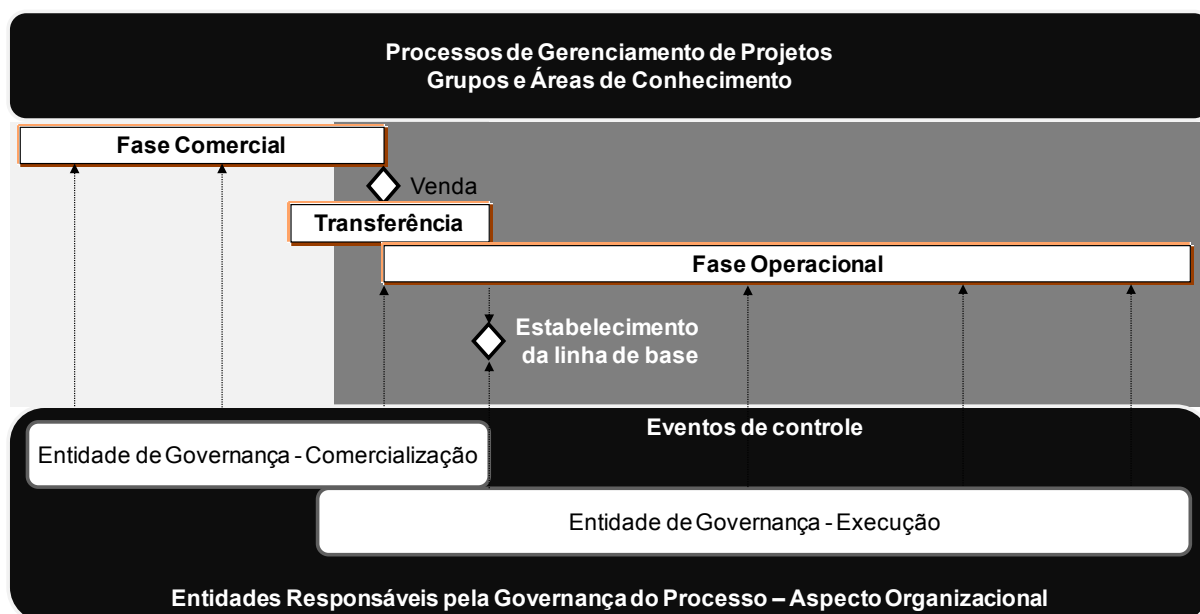 Processos de Gerenciamento de Projetos
Grupos e Áreas de Conhecimento
Fase Comercial
Venda
Transferência
Fase Operacional
Estabelecimento
da linha de base
Eventos de controle
Entidade de Governança - Comercialização
Entidade de Governança - Execução
Entidades Responsáveis pela Governança do Processo – Aspecto Organizacional